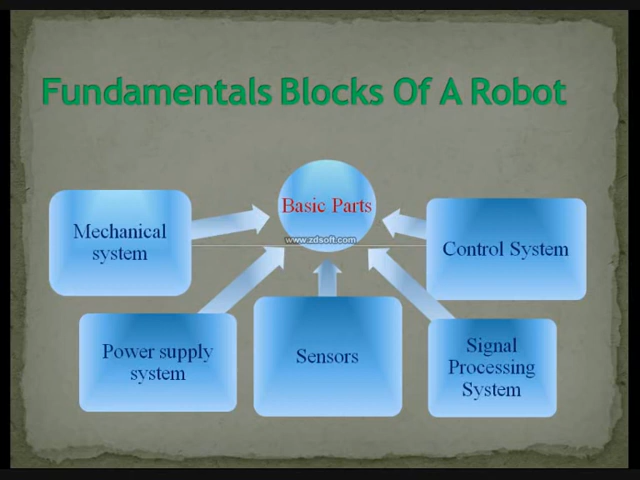 Fundamentals Blocks Of A Robot
Basic Parts
www.zdsoft.com
Mechanical
system
Control System
Power supply
system
Sensors
Signal
Processing
System